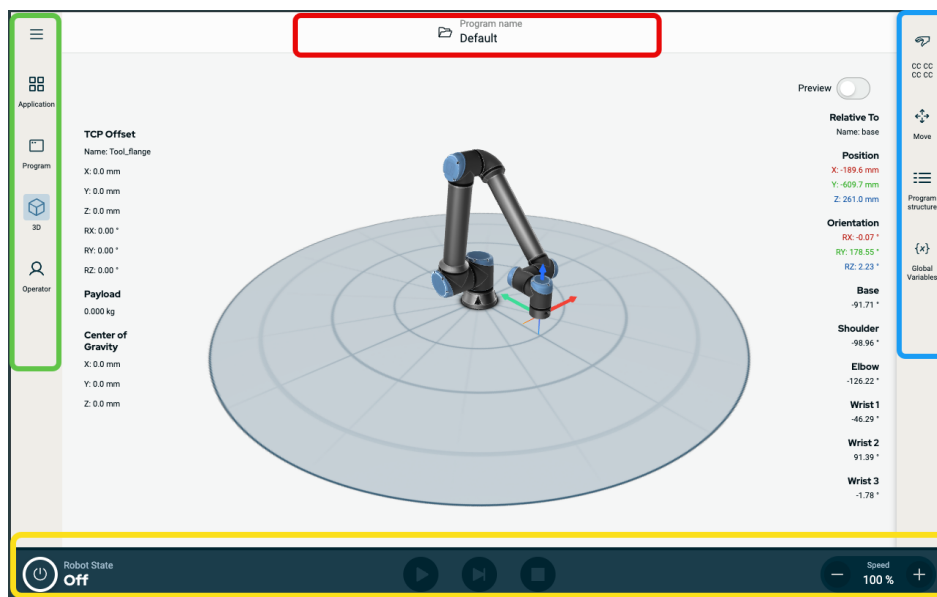 Program name
Default
Application
Program
3D
Operator
TCP Offset
Name: Tool_flange
X: 0.0 mm
Y: 0.0 mm
Z: 0.0 mm
RX: 0.00 °
RY: 0.00 °
RZ: 0.00 °
Payload
0.000 kg
Center of
Gravity
X: 0.0 mm
Y: 0.0 mm
Z: 0.0 mm
Preview
Relative To
Name: base
Position
X: -189.6 mm
Y: -609.7 mm
Z: 261.0 mm
Orientation
RX: -0.07 °
RY: 178.55 °
RZ: 2.23 °
Base
-91.71 °
Shoulder
-98.96 °
Elbow
-126.22 °
Wrist 1
-46.29 °
Wrist 2
91.39 °
Wrist 3
-1.78 °
CC CC
CC CC
Move
Program
structure
{x}
Global
Variables
Robot State
Off
Speed
100 %